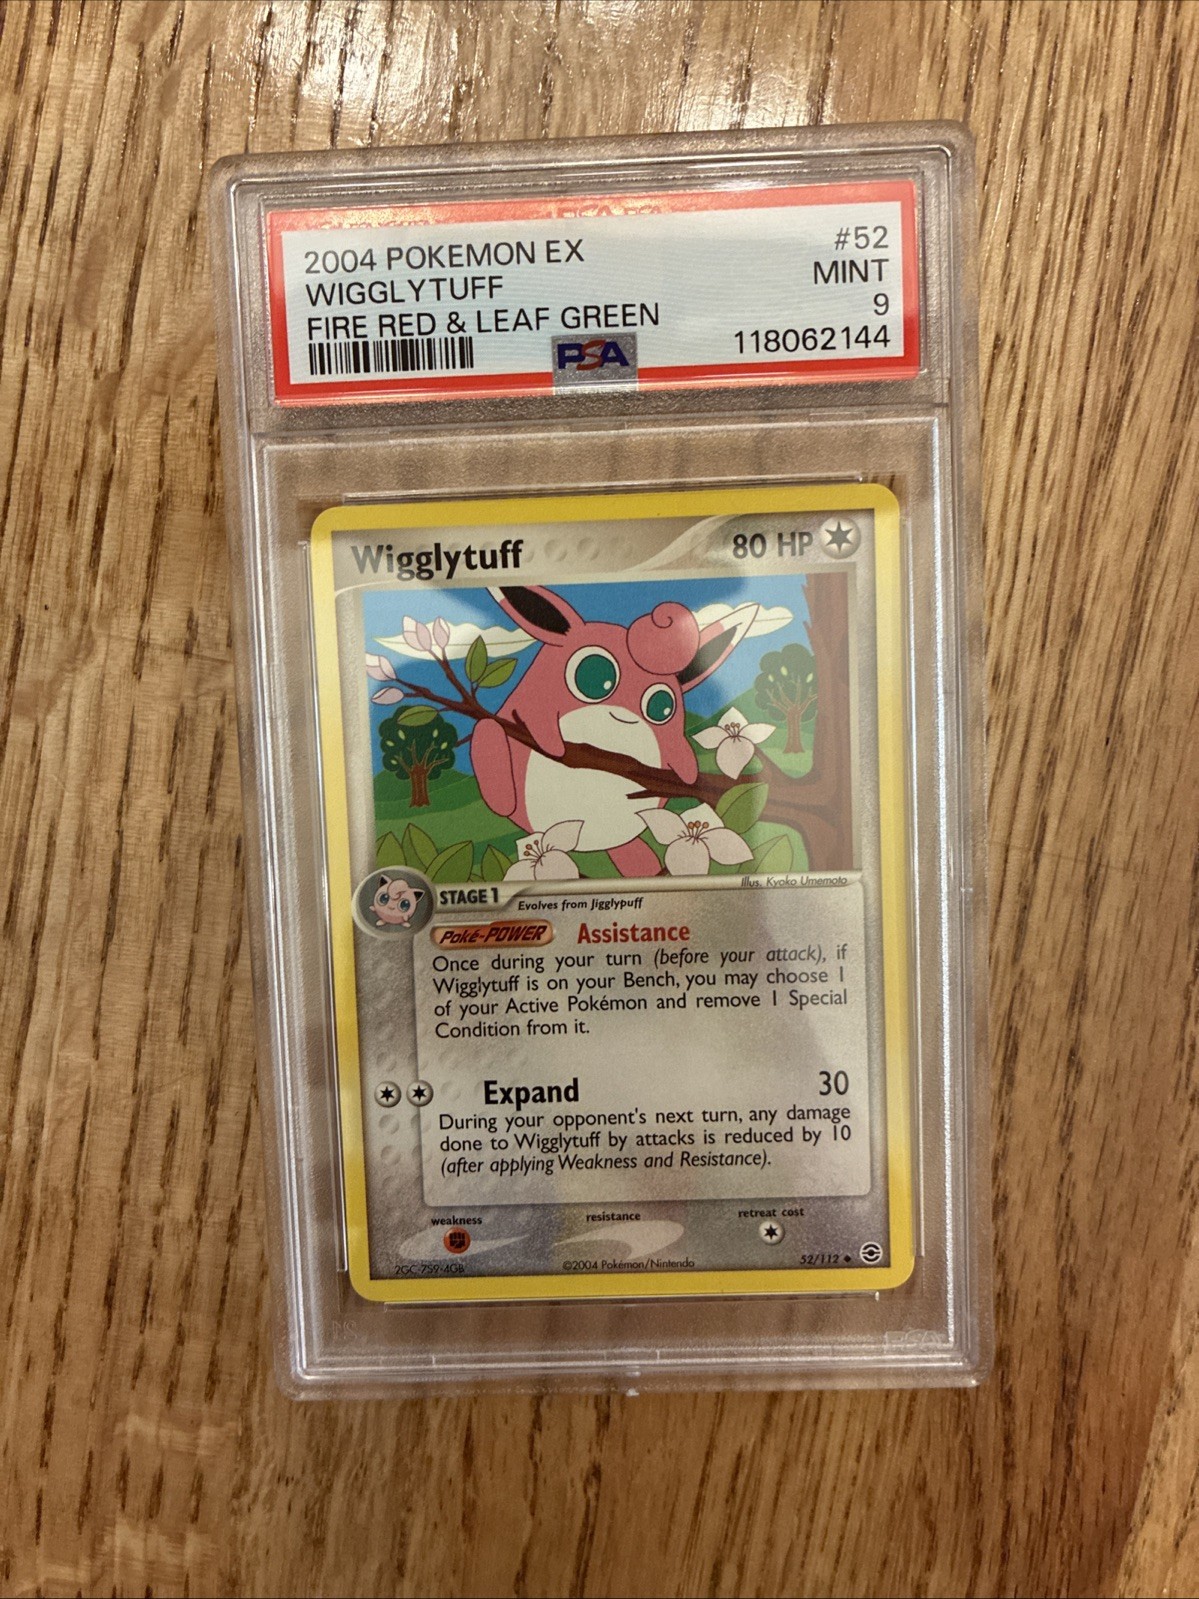 2004 POKEMON EX #52
WIGGLYTUFF MINT
FIRE RED & LEAF GREEN 9
PSA 118062144
Wigglytuff 80 HP
Illus. Kyoko Umemoto
STAGE 1 Evolves from Jigglypuff
Poké-POWER Assistance
Once during your turn (before your attack), if
Wigglytuff is on your Bench, you may choose 1
of your Active Pokémon and remove 1 Special
Condition from it.
Expand 30
During your opponent's next turn, any damage
done to Wigglytuff by attacks is reduced by 10
(after applying Weakness and Resistance).
weakness resistance retreat cost
2GC-7S9-4GB ©2004 Pokémon/Nintendo 52/112